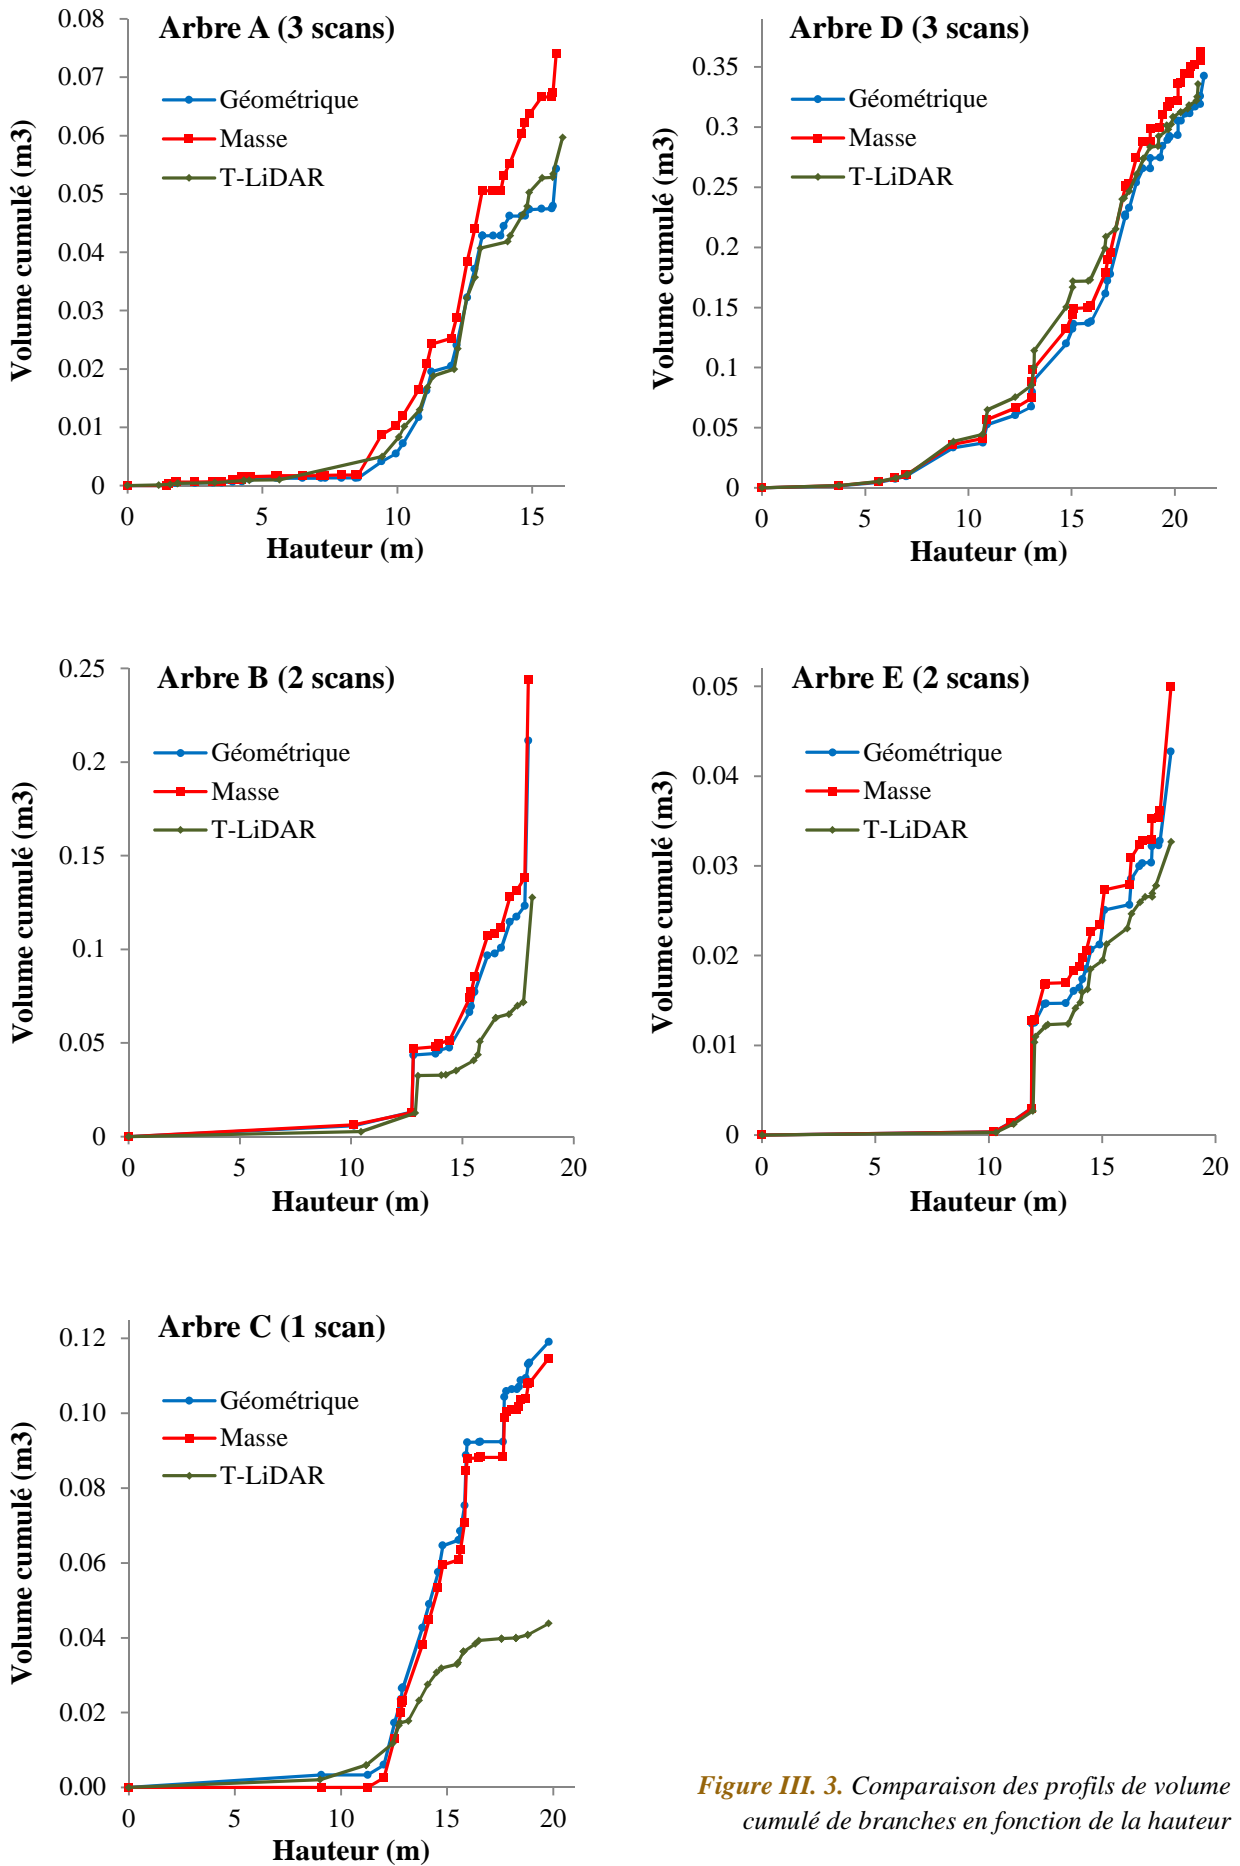 Arbre A (3 scans)
Volume cumulé (m3)
0.08
0.07
0.06
0.05
0.04
0.03
0.02
0.01
0
Géométrique
Masse
T-LiDAR
0 5 10 15
Hauteur (m)
Arbre D (3 scans)
Volume cumulé (m3)
0.35
0.3
0.25
0.2
0.15
0.1
0.05
0
Géométrique
Masse
T-LiDAR
0 5 10 15 20
Hauteur (m)
Arbre B (2 scans)
Volume cumulé (m3)
0.25
0.2
0.15
0.1
0.05
0
Géométrique
Masse
T-LiDAR
0 5 10 15 20
Hauteur (m)
Arbre E (2 scans)
Volume cumulé (m3)
0.05
0.04
0.03
0.02
0.01
0
Géométrique
Masse
T-LiDAR
0 5 10 15 20
Hauteur (m)
Arbre C (1 scan)
Volume cumulé (m3)
0.12
0.10
0.08
0.06
0.04
0.02
0.00
Géométrique
Masse
T-LiDAR
0 5 10 15 20
Hauteur (m)
Figure III. 3. Comparaison des profils de volume
cumulé de branches en fonction de la hauteur